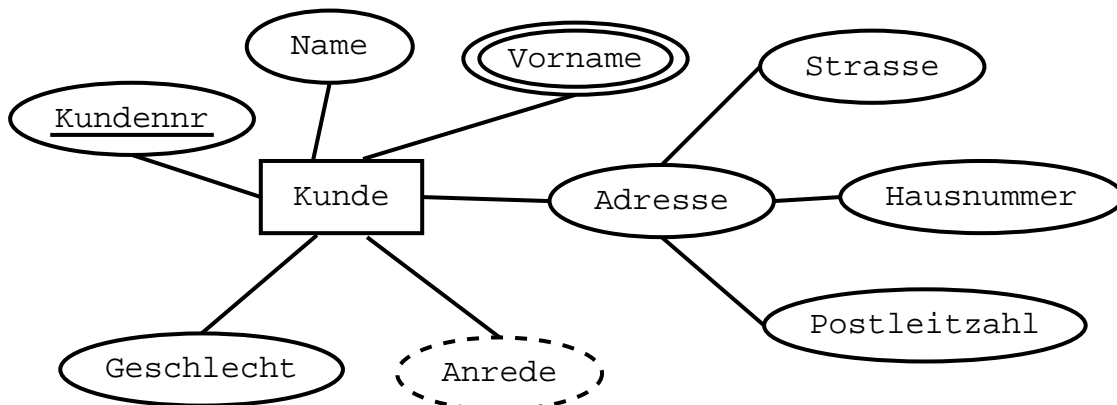 Name
Vorname
Strasse
Kundennr
Kunde
Adresse
Hausnummer
Postleitzahl
Geschlecht
Anrede